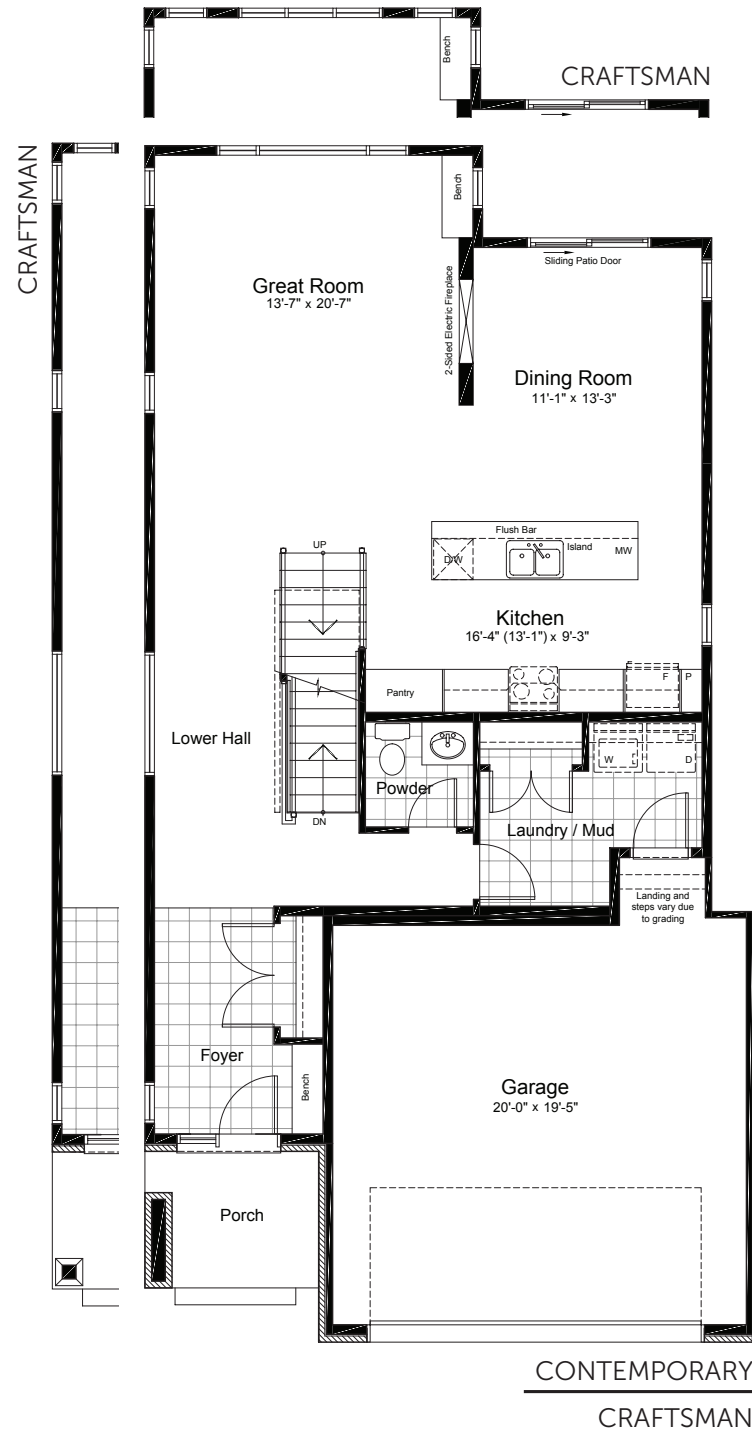 Bench
CRAFTSMAN
CRAFTSMAN
Bench
Sliding Patio Door
Great Room
13'-7" x 20'-7"
2-Sided Electric Fireplace
Dining Room
11'-1" x 13'-3"
Flush Bar
Island
MW
D/W
UP
Kitchen
16'-4" (13'-1") x 9'-3"
F
P
Pantry
Lower Hall
W
D
Powder
DN
Laundry / Mud
Landing and
steps vary due
to grading
Foyer
Bench
Garage
20'-0" x 19'-5"
Porch
CONTEMPORARY
CRAFTSMAN